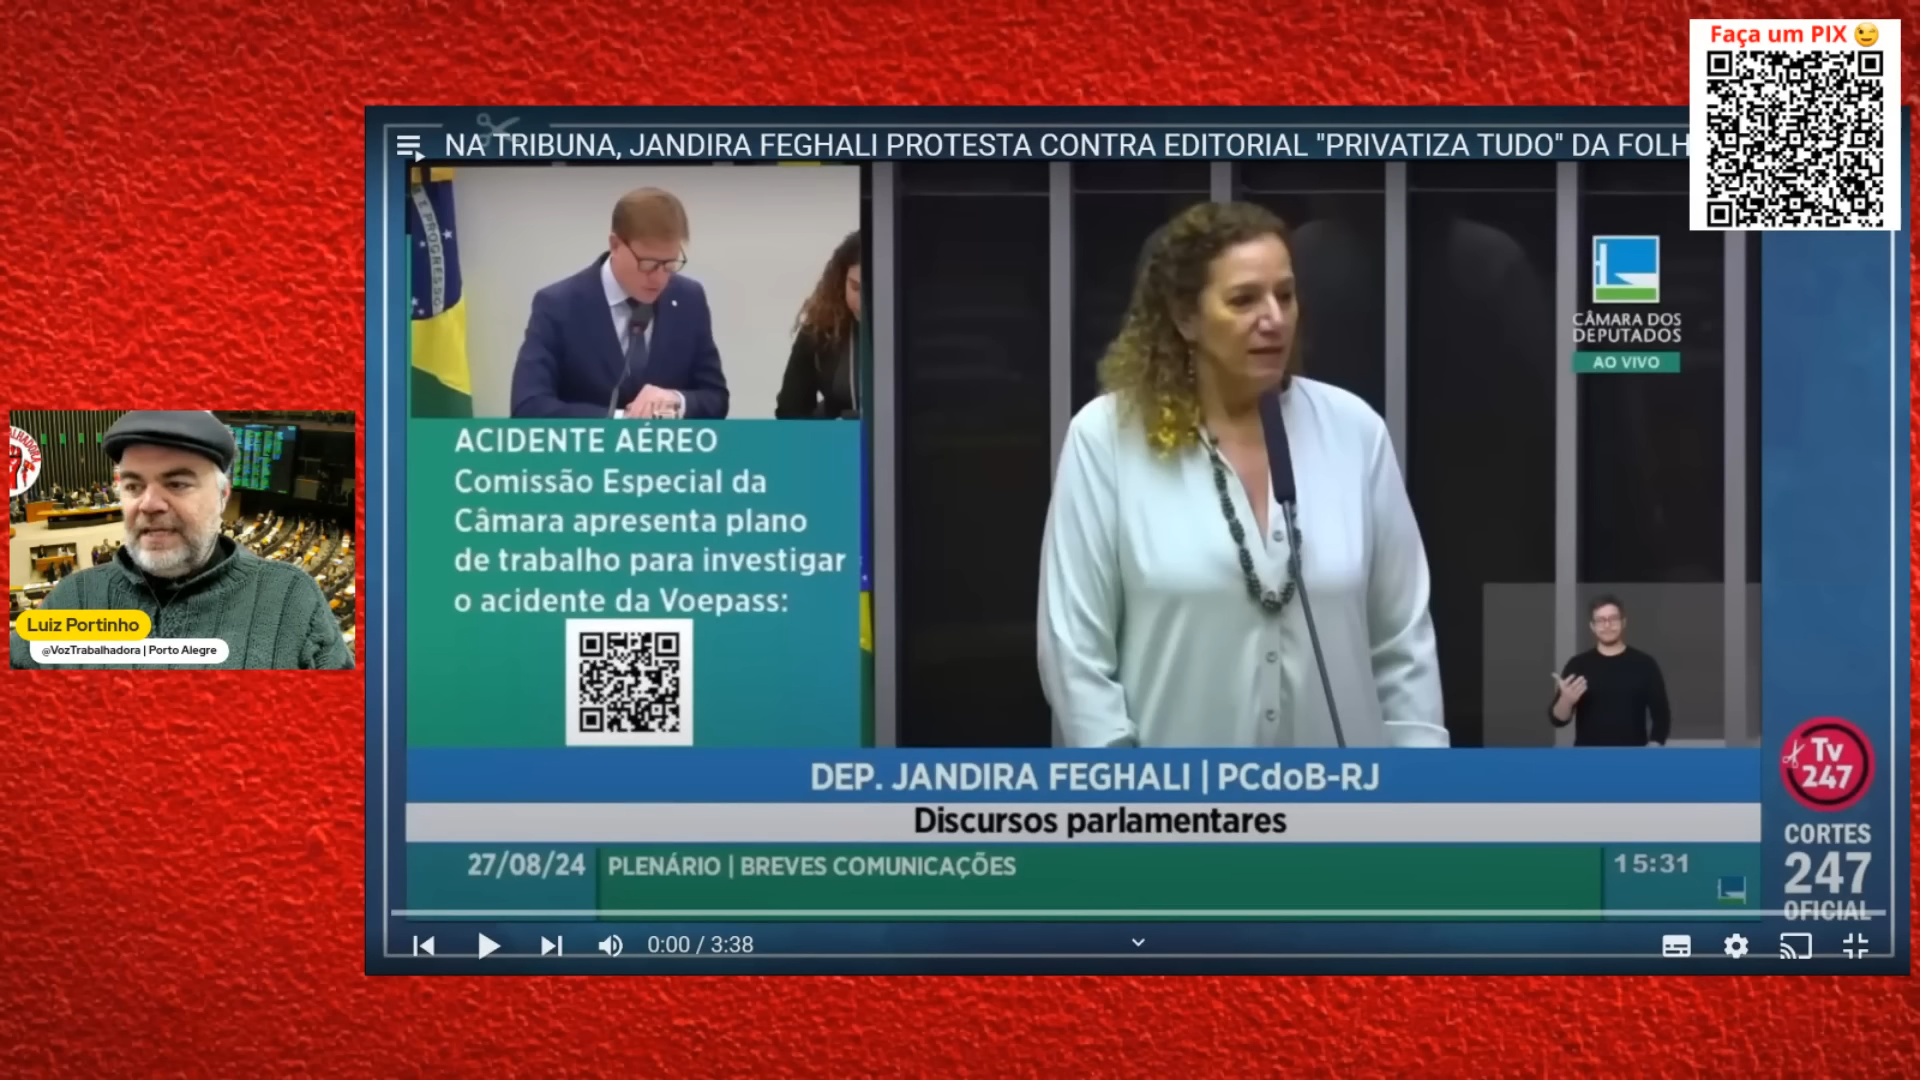 Faça um PIX 😉
NA TRIBUNA, JANDIRA FEGHALI PROTESTA CONTRA EDITORIAL "PRIVATIZA TUDO" DA FOLH
E PROGRESSO
CÂMARA DOS
DEPUTADOS
AO VIVO
ACIDENTE AÉREO
Comissão Especial da
Câmara apresenta plano
de trabalho para investigar
o acidente da Voepass:
Luiz Portinho
@VozTrabalhadora | Porto Alegre
DEP. JANDIRA FEGHALI | PCdoB-RJ
Discursos parlamentares
27/08/24
PLENÁRIO | BREVES COMUNICAÇÕES
15:31
Tv
247
CORTES
247
OFICIAL
0:00 / 3:38